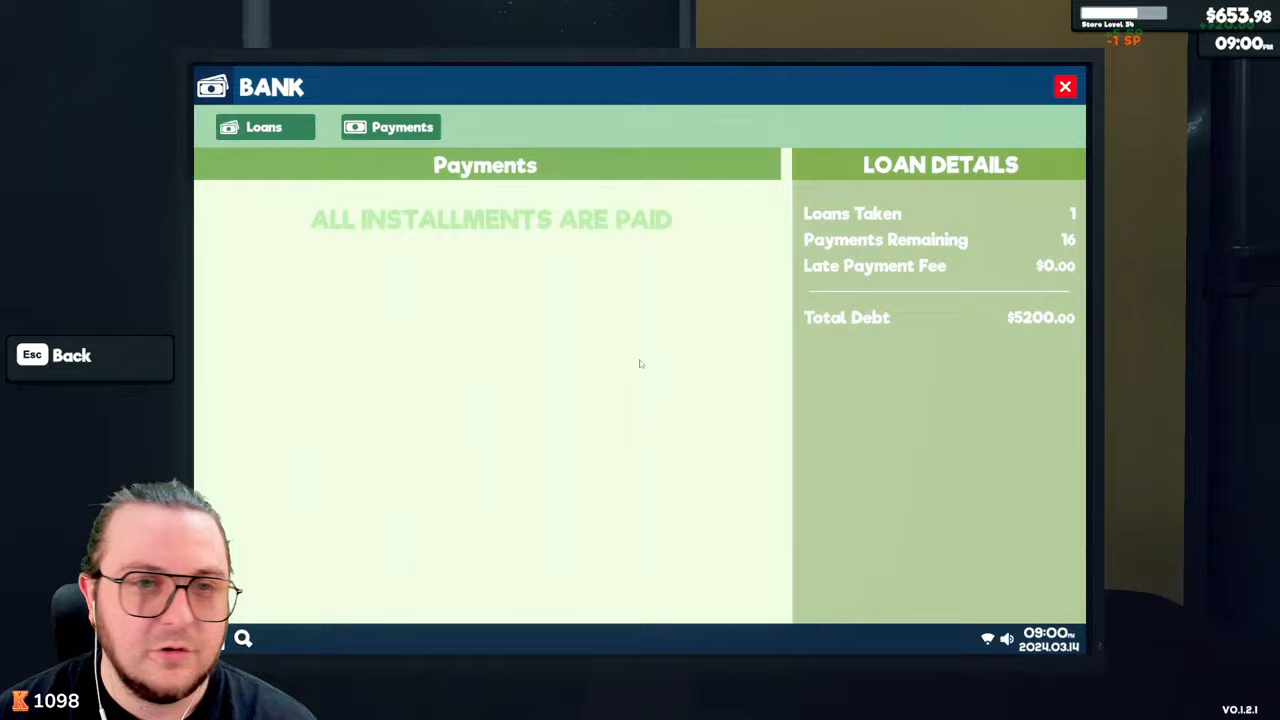 $653.98
Store Level 34
-1 SP
09:00PM
BANK
Loans
Payments
Payments
LOAN DETAILS
ALL INSTALLMENTS ARE PAID
Loans Taken 1
Payments Remaining 16
Late Payment Fee $0.00
Total Debt $5200.00
Esc Back
09:00PM
2024.03.14
K 1098
V0.1.2.1